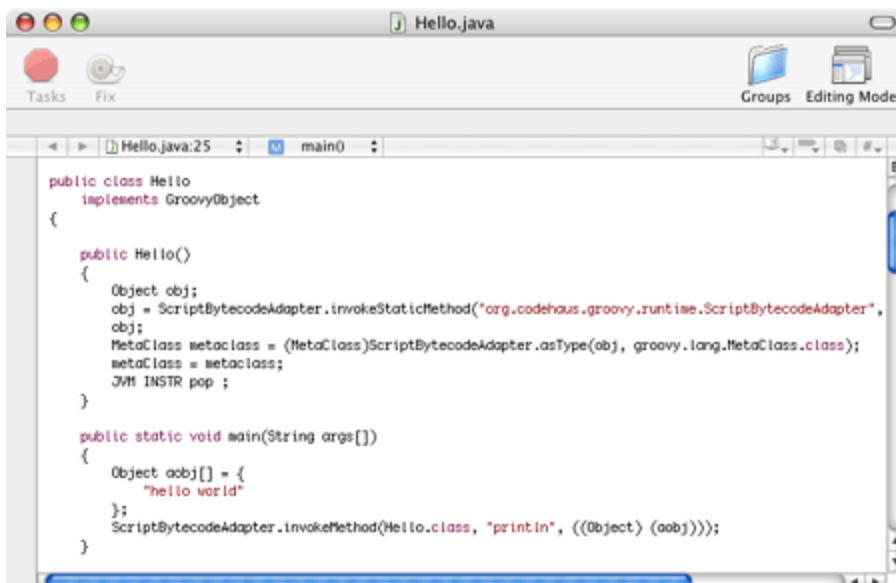 Hello.java
Tasks Fix Groups Editing Mode
Hello.java:25 main() #
public class Hello
implements GroovyObject
{
public Hello()
{
Object obj;
obj = ScriptBytecodeAdapter.invokeStaticMethod("org.codehaus.groovy.runtime.ScriptBytecodeAdapter",
obj;
MetaClass metaclass = (MetaClass)ScriptBytecodeAdapter.asType(obj, groovy.lang.MetaClass.class);
metaClass = metaclass;
JVM INSTR pop ;
}
public static void main(String args[])
{
Object aobj[] = {
"hello world"
};
ScriptBytecodeAdapter.invokeMethod(Hello.class, "println", ((Object) (aobj)));
}